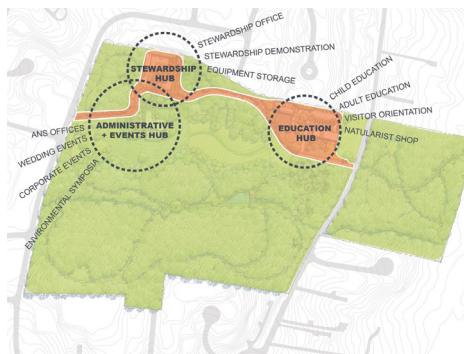 STEWARDSHIP OFFICE
STEWARDSHIP DEMONSTRATION
EQUIPMENT STORAGE
STEWARDSHIP
HUB
CHILD EDUCATION
ADULT EDUCATION
VISITOR ORIENTATION
NATULARIST SHOP
EDUCATION
HUB
ADMINISTRATIVE
+ EVENTS HUB
ANS OFFICES
WEDDING EVENTS
CORPORATE EVENTS
ENVIRONMENTAL SYMPOSIA